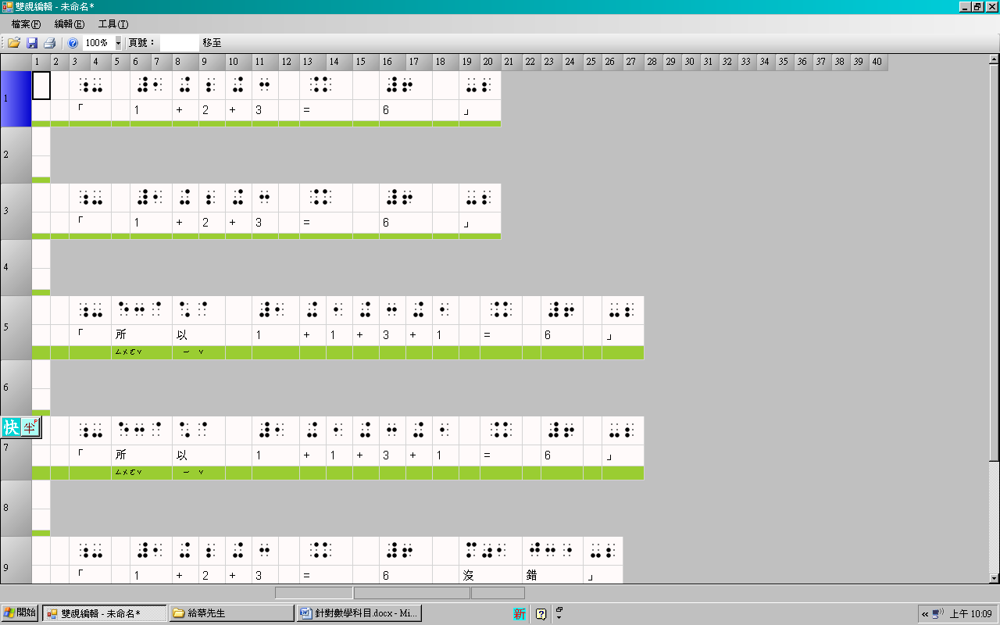 雙視編輯 - 未命名*
檔案(F) 編輯(E) 工具(T)
100% 頁號： 移至
1 2 3 4 5 6 7 8 9 10 11 12 13 14 15 16 17 18 19 20 21 22 23 24 25 26 27 28 29 30 31 32 33 34 35 36 37 38 39 40
1
「 1 + 2 + 3 = 6 」
2
3
「 1 + 2 + 3 = 6 」
4
5
「 所 以 1 + 1 + 3 + 1 = 6 」
ㄙㄨㄛˇ ㄧ ˇ
6
快 半 P
7
「 所 以 1 + 1 + 3 + 1 = 6 」
ㄙㄨㄛˇ ㄧ ˇ
8
9
「 1 + 2 + 3 = 6 沒 錯 」
開始 雙視編輯 - 未命名* 給蔡先生 針對數學科目.docx - Mi... 新 上午 10:09